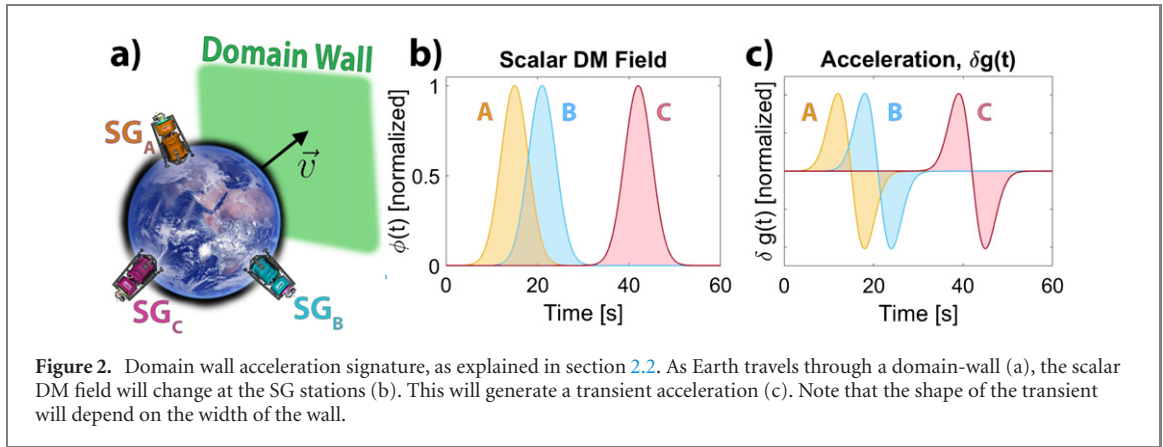 a)
Domain Wall
SG_A
v⃗
SG_C
SG_B
b)
Scalar DM Field
ϕ(t) [normalized]
1
0.5
0
A
B
C
0
20
40
60
Time [s]
c)
Acceleration, δg(t)
δ g(t) [normalized]
A
B
C
0
20
40
60
Time [s]
Figure 2. Domain wall acceleration signature, as explained in section 2.2. As Earth travels through a domain-wall (a), the scalar
DM field will change at the SG stations (b). This will generate a transient acceleration (c). Note that the shape of the transient
will depend on the width of the wall.